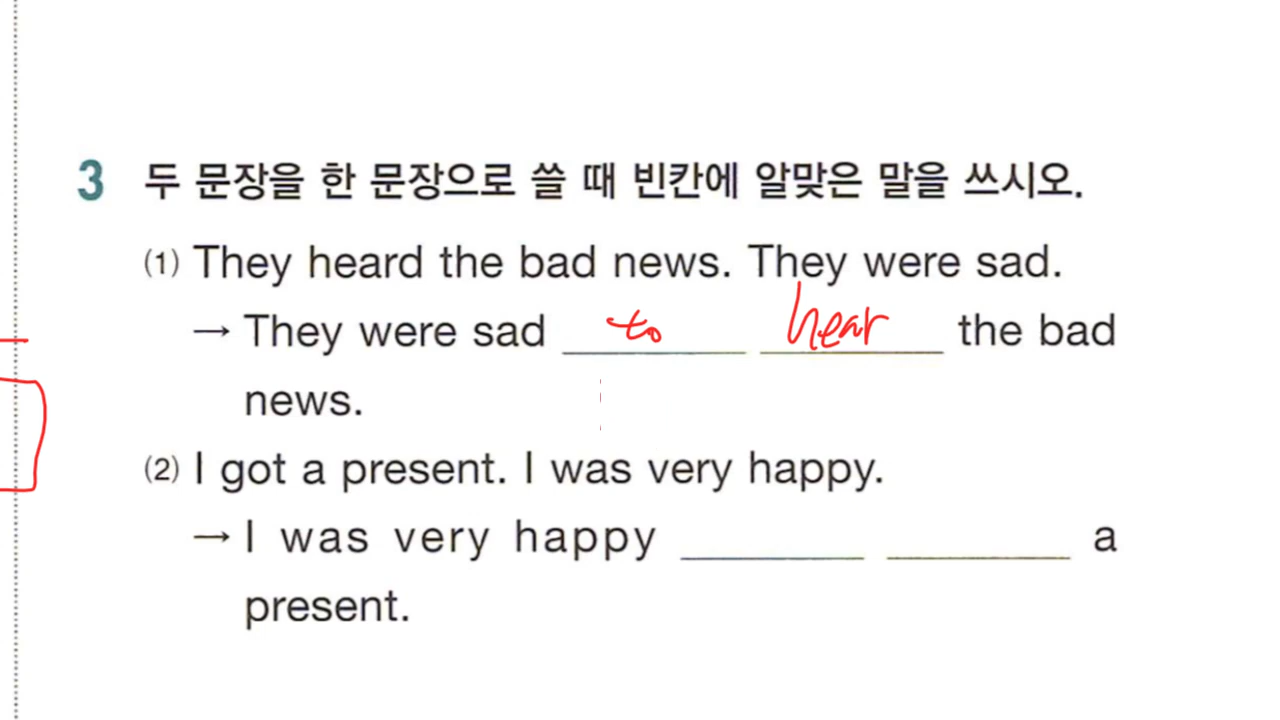 3 두 문장을 한 문장으로 쓸 때 빈칸에 알맞은 말을 쓰시오.
(1) They heard the bad news. They were sad.
→ They were sad to hear the bad
news.
(2) I got a present. I was very happy.
→ I was very happy ______ ______ a
present.